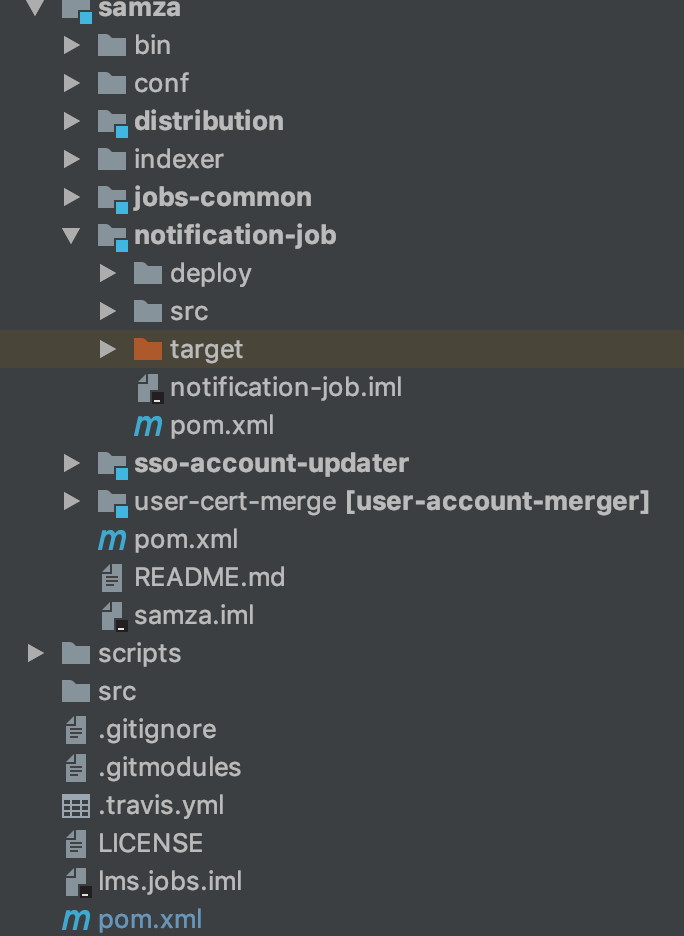 samza
bin
conf
distribution
indexer
jobs-common
notification-job
deploy
src
target
notification-job.iml
pom.xml
sso-account-updater
user-cert-merge [user-account-merger]
pom.xml
README.md
samza.iml
scripts
src
.gitignore
.gitmodules
.travis.yml
LICENSE
lms.jobs.iml
pom.xml